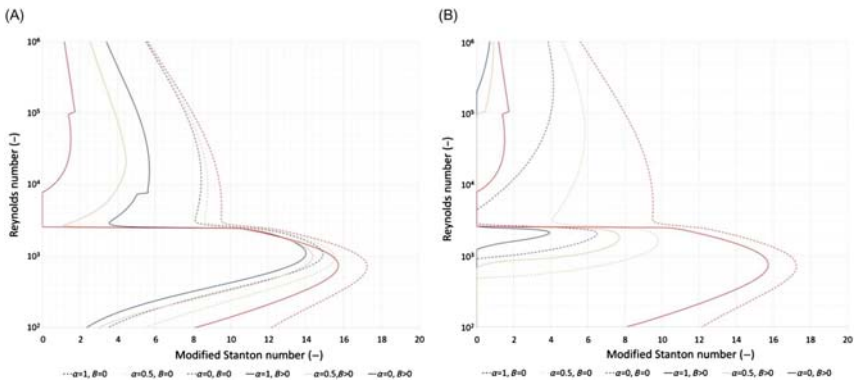 (A)
(B)
Reynolds number (–)
10⁶
10⁵
10⁴
10³
10²
0 2 4 6 8 10 12 14 16 18 20
Modified Stanton number (–)
α=1, B=0 α=0.5, B=0 α=0, B=0 α=1, B>0 α=0.5,B>0 α=0, B>0
Reynolds number (–)
10⁶
10⁵
10⁴
10³
10²
0 2 4 6 8 10 12 14 16 18 20
Modified Stanton number (–)
α=1, B=0 α=0.5, B=0 α=0, B=0 α=1, B>0 α=0.5, B>0 α=0, B>0